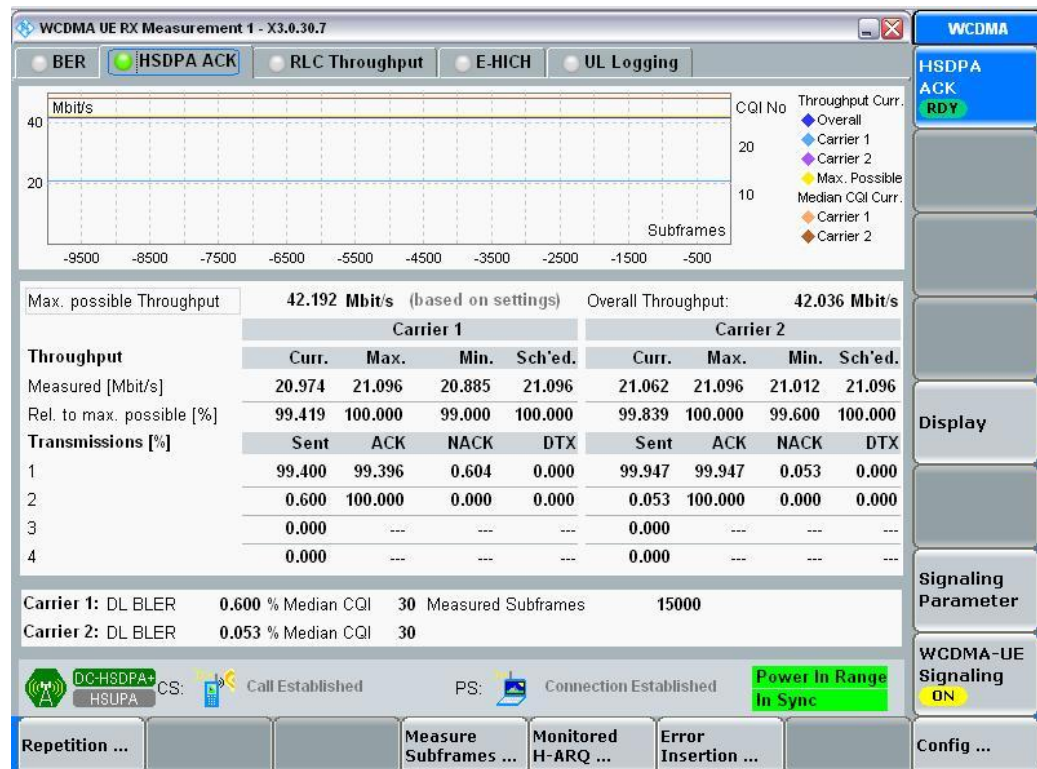 WCDMA UE RX Measurement 1 - X3.0.30.7
WCDMA
BER HSDPA ACK RLC Throughput E-HICH UL Logging
HSDPA
ACK
RDY
Mbit/s
40
20
CQI No
20
10
Subframes
-9500 -8500 -7500 -6500 -5500 -4500 -3500 -2500 -1500 -500
Throughput Curr.
Overall
Carrier 1
Carrier 2
Max. Possible
Median CQI Curr.
Carrier 1
Carrier 2
Max. possible Throughput 42.192 Mbit/s (based on settings) Overall Throughput: 42.036 Mbit/s
Carrier 1 Carrier 2
Throughput Curr. Max. Min. Sch'ed. Curr. Max. Min. Sch'ed.
Measured [Mbit/s] 20.974 21.096 20.885 21.096 21.062 21.096 21.012 21.096
Rel. to max. possible [%] 99.419 100.000 99.000 100.000 99.839 100.000 99.600 100.000
Transmissions [%] Sent ACK NACK DTX Sent ACK NACK DTX
1 99.400 99.396 0.604 0.000 99.947 99.947 0.053 0.000
2 0.600 100.000 0.000 0.000 0.053 100.000 0.000 0.000
3 0.000 --- --- --- 0.000 --- --- ---
4 0.000 --- --- --- 0.000 --- --- ---
Carrier 1: DL BLER 0.600 % Median CQI 30 Measured Subframes 15000
Carrier 2: DL BLER 0.053 % Median CQI 30
DC-HSDPA+
HSUPA
CS: Call Established PS: Connection Established
Power In Range
In Sync
Display
Signaling
Parameter
WCDMA-UE
Signaling
ON
Repetition ...
Measure
Subframes ...
Monitored
H-ARQ ...
Error
Insertion ...
Config ...